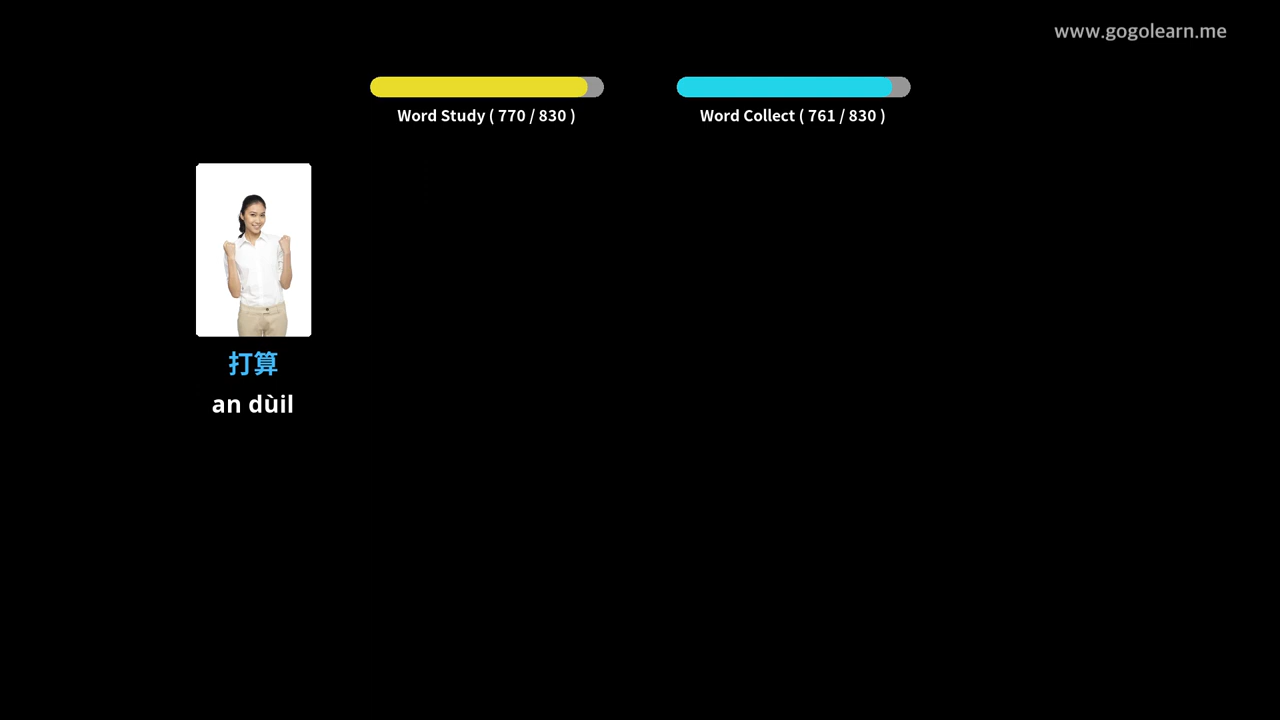 www.gogolearn.me
Word Study ( 770 / 830 )
Word Collect ( 761 / 830 )
打算
an dùil